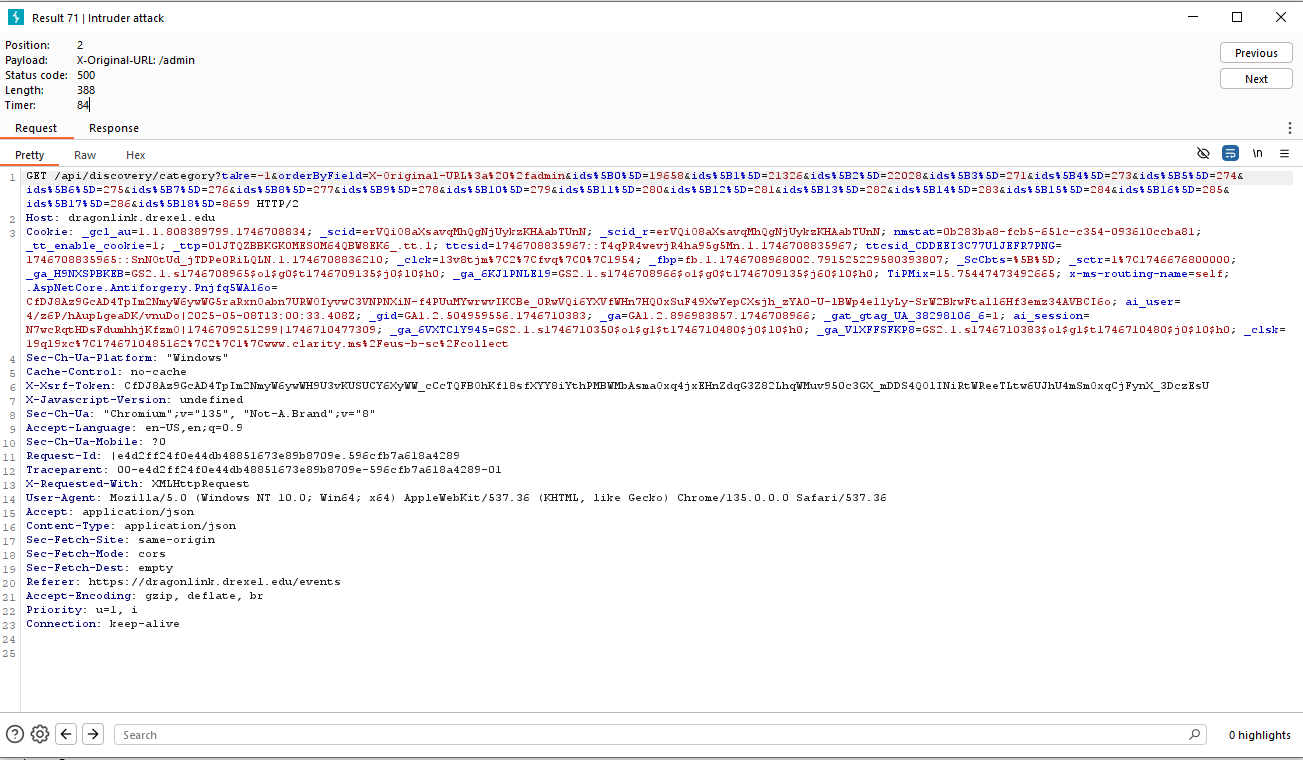 Result 71 | Intruder attack
Position: 2
Payload: X-Original-URL: /admin
Status code: 500
Length: 388
Timer: 84
Previous
Next
Request Response
Pretty Raw Hex
\n
1 GET /api/discovery/category?take=-1&orderByField=X-Original-URL%3a%20%2fadmin&ids%5B0%5D=19658&ids%5B1%5D=21326&ids%5B2%5D=22028&ids%5B3%5D=271&ids%5B4%5D=273&ids%5B5%5D=274&
ids%5B6%5D=275&ids%5B7%5D=276&ids%5B8%5D=277&ids%5B9%5D=278&ids%5B10%5D=279&ids%5B11%5D=280&ids%5B12%5D=281&ids%5B13%5D=282&ids%5B14%5D=283&ids%5B15%5D=284&ids%5B16%5D=285&
ids%5B17%5D=286&ids%5B18%5D=8659 HTTP/2
2 Host: dragonlink.drexel.edu
3 Cookie: _gcl_au=1.1.808389799.1746708834; _scid=erVQi08aXsavqMhQgNjUykzKHAabTUnN; _scid_r=erVQi08aXsavqMhQgNjUykzKHAabTUnN; nmstat=0b283ba8-fcb5-651c-c354-093610ccba81;
_tt_enable_cookie=1; _ttp=01JTQZBBKGK0MES0M64QBW8EK6_.tt.1; ttcsid=1746708835967::T4qPR4wevjR4ha95g5Mn.1.1746708835967; ttcsid_CDDEEI3C77U1JEFR7PNG=
1746708835965::SnN0tUd_jTDPe0RiLQLN.1.1746708836210; _clck=13v8tjm%7C2%7Cfvq%7C0%7C1954; _fbp=fb.1.1746708968002.791525229580393807; _ScCbts=%5B%5D; _sctr=1%7C1746676800000;
_ga_H9NXSPBKEB=GS2.1.s1746708965$o1$g0$t1746709135$j0$l0$h0; _ga_6KJ1PNLE19=GS2.1.s1746708966$o1$g0$t1746709135$j60$l0$h0; TiPMix=15.75447473492665; x-ms-routing-name=self;
.AspNetCore.Antiforgery.Pnjfq5WAl6o=
CfDJ8Az9GcAD4TpIm2NmyW6ywWG5raRxn0abn7URW0IyvwC3VNPNXiN-f4PUuMYwrwvIKCBe_0RwVQi6YXVfWHn7HQ0xSuF49XwYepCXsjh_zYA0-U-lBWp4ellyLy-SrW2BkwFtall6Hf3emz34AVBCI6o; ai_user=
4/z6P/hAupLgeaDK/vnuDo|2025-05-08T13:00:33.408Z; _gid=GA1.2.504959556.1746710383; _ga=GA1.2.896983857.1746708966; _gat_gtag_UA_38298106_6=1; ai_session=
N7wcRqtHDsFdumhhjKfzm0|1746709251299|1746710477309; _ga_6VXTC1Y945=GS2.1.s1746710350$o1$g1$t1746710480$j0$l0$h0; _ga_V1XFFSFKP8=GS2.1.s1746710383$o1$g1$t1746710480$j0$l0$h0; _clsk=
19ql9xc%7C1746710485162%7C2%7C1%7Cwww.clarity.ms%2Feus-b-sc%2Fcollect
4 Sec-Ch-Ua-Platform: "Windows"
5 Cache-Control: no-cache
6 X-Xsrf-Token: CfDJ8Az9GcAD4TpIm2NmyW6ywWH9U3vKUSUCY6XyWW_cCcTQFB0hKfl8sfXYY8iYthPMBWMbAsma0xq4jxEHnZdqG3Z82LhqWMuv950c3GX_mDDS4Q01INiRtWReeTLtw6UJhU4mSm0xqCjFynX_3DczEsU
7 X-Javascript-Version: undefined
8 Sec-Ch-Ua: "Chromium";v="135", "Not-A.Brand";v="8"
9 Accept-Language: en-US,en;q=0.9
10 Sec-Ch-Ua-Mobile: ?0
11 Request-Id: |e4d2ff24f0e44db48851673e89b8709e.596cfb7a618a4289
12 Traceparent: 00-e4d2ff24f0e44db48851673e89b8709e-596cfb7a618a4289-01
13 X-Requested-With: XMLHttpRequest
14 User-Agent: Mozilla/5.0 (Windows NT 10.0; Win64; x64) AppleWebKit/537.36 (KHTML, like Gecko) Chrome/135.0.0.0 Safari/537.36
15 Accept: application/json
16 Content-Type: application/json
17 Sec-Fetch-Site: same-origin
18 Sec-Fetch-Mode: cors
19 Sec-Fetch-Dest: empty
20 Referer: https://dragonlink.drexel.edu/events
21 Accept-Encoding: gzip, deflate, br
22 Priority: u=1, i
23 Connection: keep-alive
24
25
Search
0 highlights